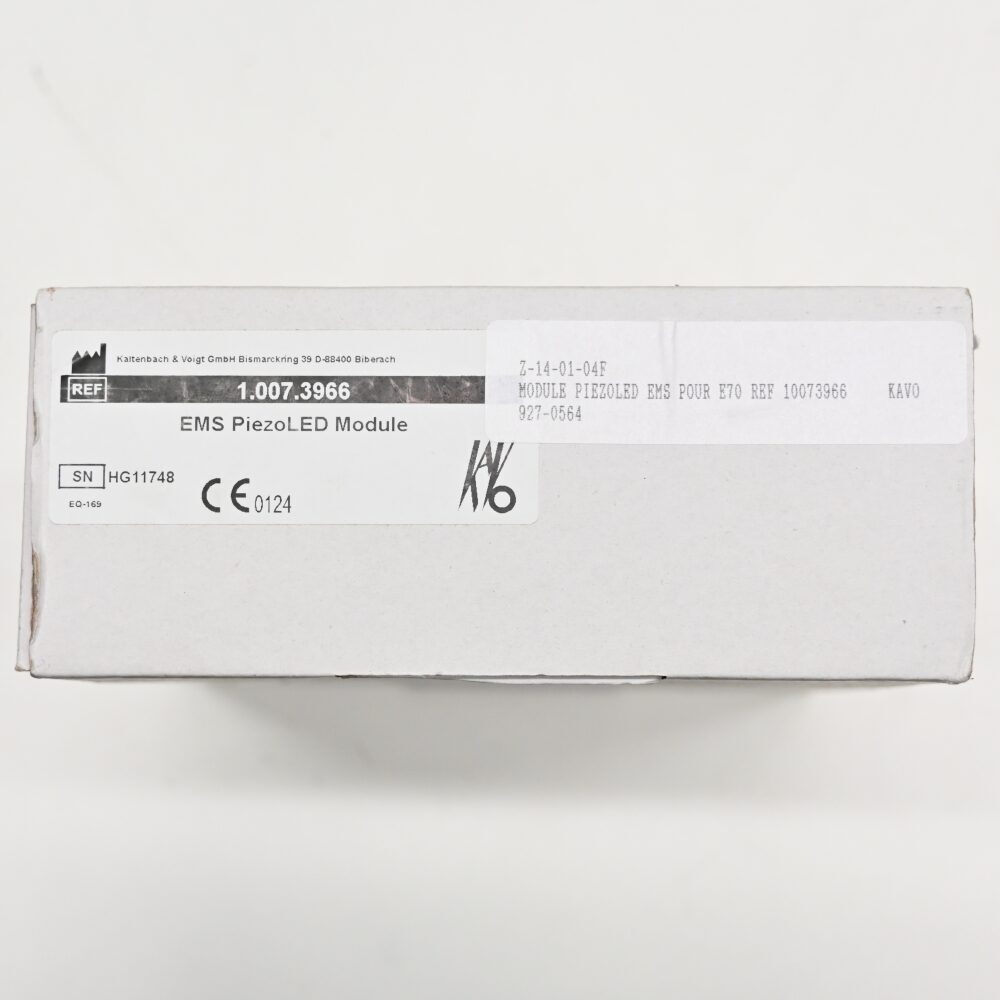 Kaltenbach & Voigt GmbH Bismarckring 39 D-88400 Biberach
REF 1.007.3966
EMS PiezoLED Module
SN HG11748
EQ-169
CE 0124
KAVO
Z-14-01-04F
MODULE PIEZOLED EMS POUR E70 REF 10073966 KAVO
927-0564